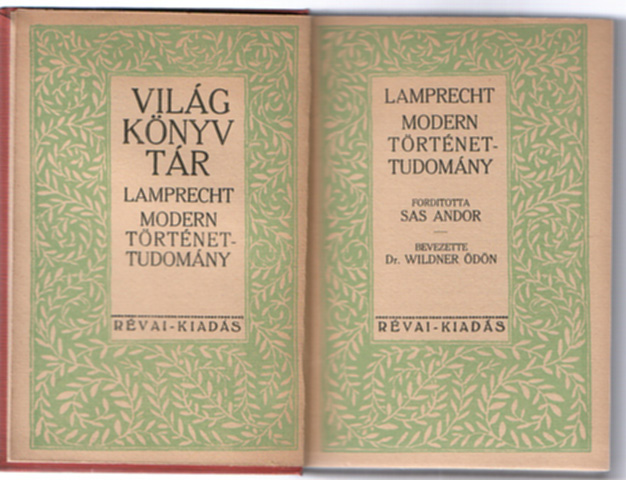 VILÁG
KÖNYV
TÁR
LAMPRECHT
MODERN
TÖRTÉNET-
TUDOMÁNY
RÉVAI-KIADÁS
LAMPRECHT
MODERN
TÖRTÉNET-
TUDOMÁNY
FORDITOTTA
SAS ANDOR
BEVEZETTE
Dr. WILDNER ÖDÖN
RÉVAI-KIADÁS